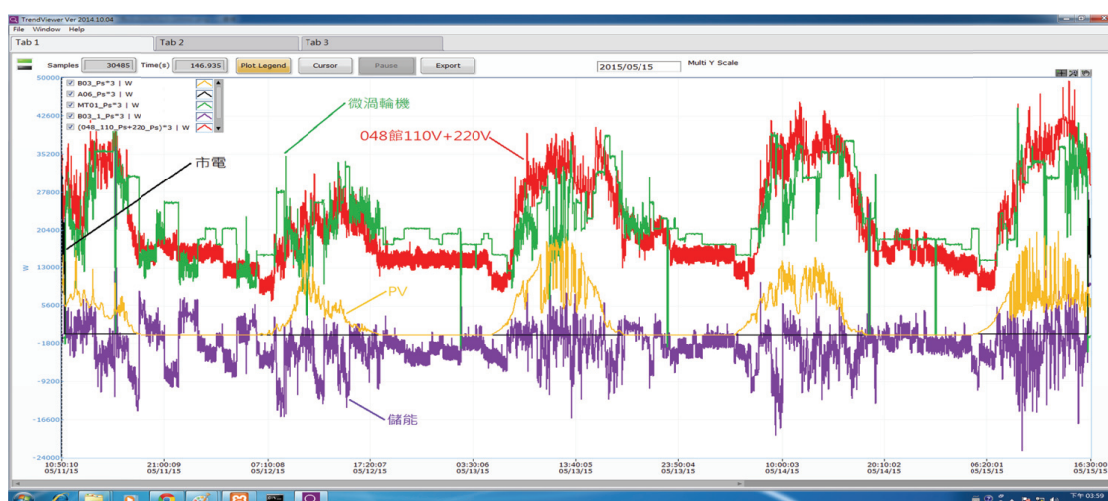 TrendViewer Ver 2014.10.04
File Window Help
Tab 1 Tab 2 Tab 3
Samples 30485 Time(s) 146.935 Plot Legend Cursor Pause Export 2015/05/15 Multi Y Scale
B03_Ps*3 | W
A06_Ps*3 | W
MT01_Ps*3 | W
B03_1_Ps*3 | W
(048_110_Ps+220_Ps)*3 | W
50000
42600
35200
27800
20400
13000
5600
-1800
-9200
-16600
-24000
W
微渦輪機
048館110V+220V
市電
PV
儲能
10:50:10 21:00:09 07:10:08 17:20:07 03:30:06 13:40:05 23:50:04 10:00:03 20:10:02 06:20:01 16:30:00
05/11/15 05/11/15 05/12/15 05/12/15 05/13/15 05/13/15 05/13/15 05/14/15 05/14/15 05/15/15 05/15/15
下午 03:59